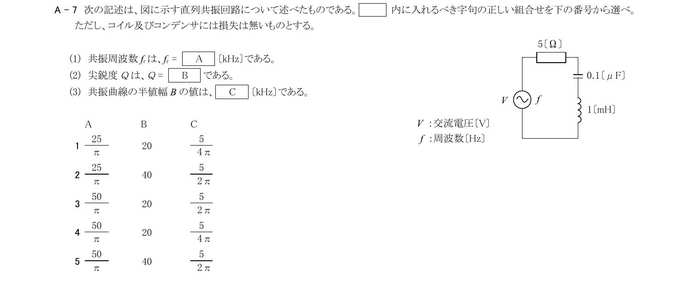 A－7 次の記述は、図に示す直列共振回路について述べたものである。 内に入れるべき字句の正しい組合せを下の番号から選べ。
ただし、コイル及びコンデンサには損失は無いものとする。
(1) 共振周波数 fᵣ は、fᵣ = A 〔kHz〕である。
(2) 尖鋭度 Q は、Q = B である。
(3) 共振曲線の半値幅 B の値は、 C 〔kHz〕である。
A B C
1 25/π 20 5/4π
2 25/π 40 5/2π
3 50/π 20 5/2π
4 50/π 20 5/4π
5 50/π 40 5/2π
5〔Ω〕
0.1〔μF〕
V f
1〔mH〕
V：交流電圧〔V〕
f：周波数〔Hz〕